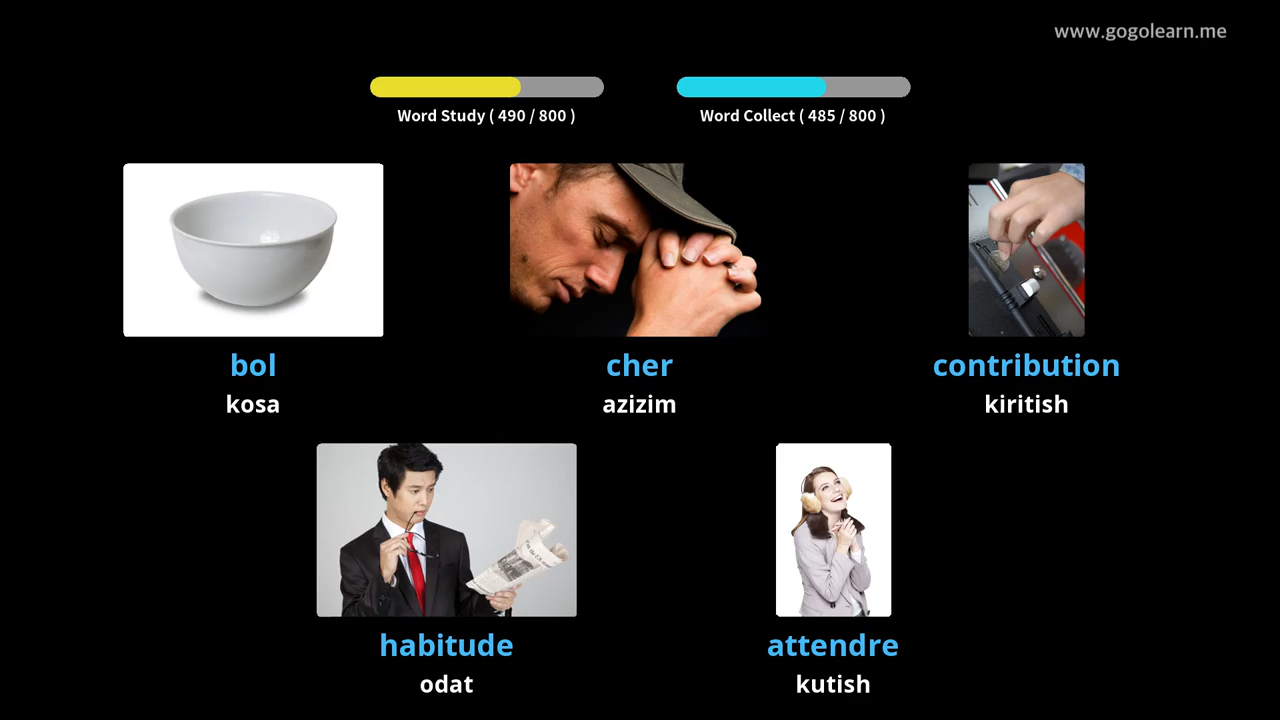 www.gogolearn.me
Word Study ( 490 / 800 )
Word Collect ( 485 / 800 )
bol
kosa
cher
azizim
contribution
kiritish
habitude
odat
attendre
kutish